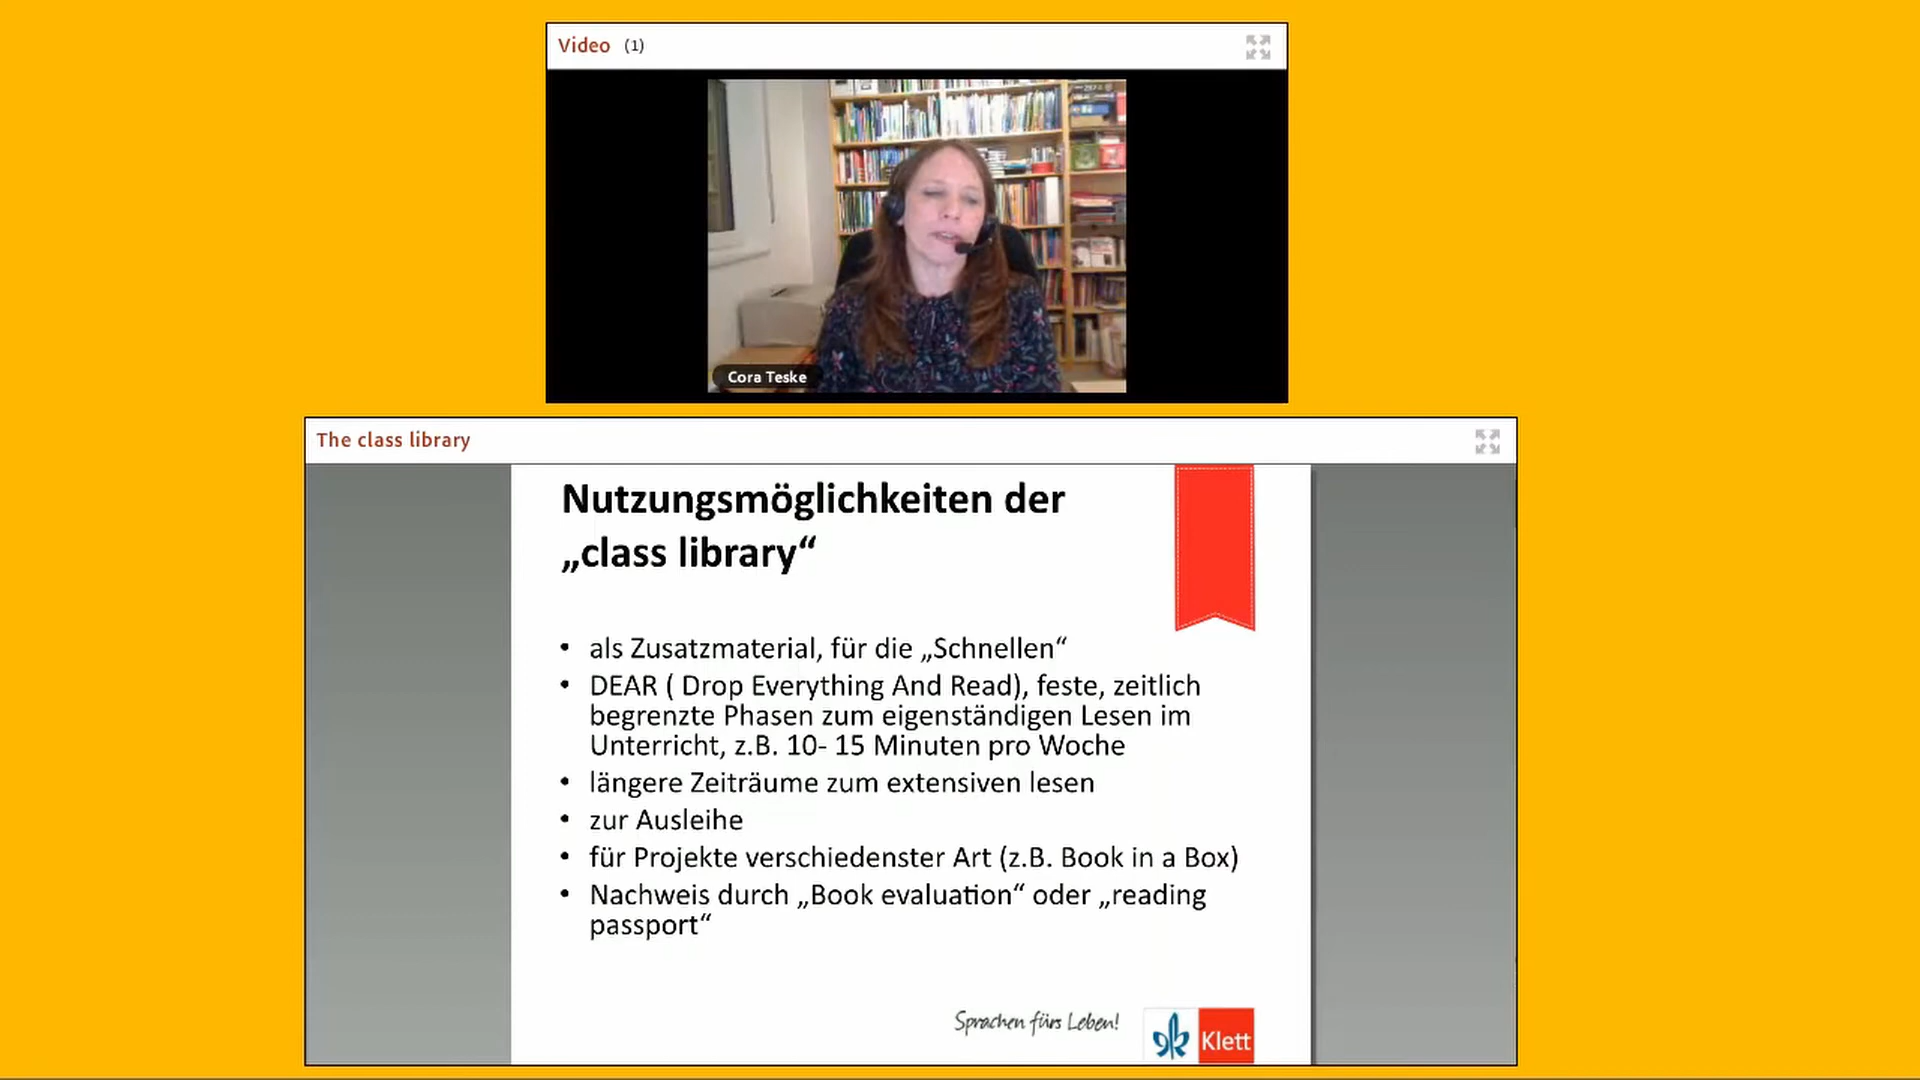 Video (1)
Cora Teske
The class library
Nutzungsmöglichkeiten der
„class library“
• als Zusatzmaterial, für die „Schnellen“
• DEAR ( Drop Everything And Read), feste, zeitlich
begrenzte Phasen zum eigenständigen Lesen im
Unterricht, z.B. 10- 15 Minuten pro Woche
• längere Zeiträume zum extensiven lesen
• zur Ausleihe
• für Projekte verschiedenster Art (z.B. Book in a Box)
• Nachweis durch „Book evaluation“ oder „reading
passport“
Sprachen fürs Leben!
Klett